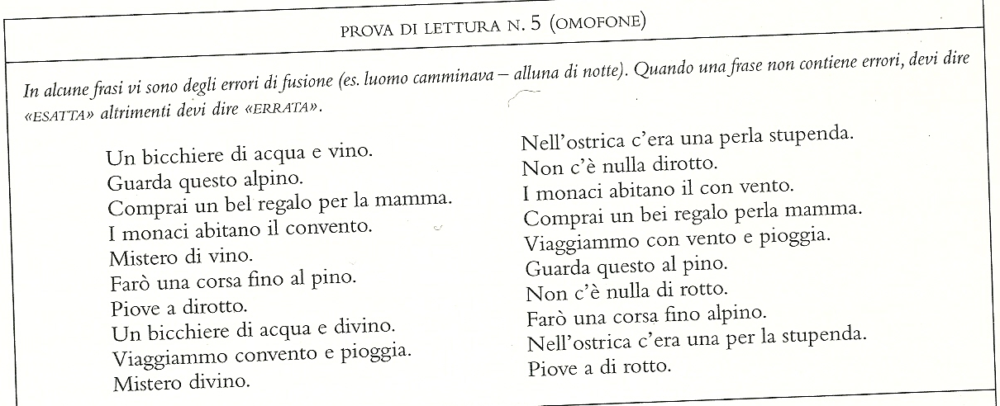 PROVA DI LETTURA N. 5 (OMOFONE)
In alcune frasi vi sono degli errori di fusione (es. luomo camminava – alluna di notte). Quando una frase non contiene errori, devi dire
«ESATTA» altrimenti devi dire «ERRATA».
Un bicchiere di acqua e vino.
Guarda questo alpino.
Comprai un bel regalo per la mamma.
I monaci abitano il convento.
Mistero di vino.
Farò una corsa fino al pino.
Piove a dirotto.
Un bicchiere di acqua e divino.
Viaggiammo convento e pioggia.
Mistero divino.
Nell'ostrica c'era una perla stupenda.
Non c'è nulla dirotto.
I monaci abitano il con vento.
Comprai un bei regalo perla mamma.
Viaggiammo con vento e pioggia.
Guarda questo al pino.
Non c'è nulla di rotto.
Farò una corsa fino alpino.
Nell'ostrica c'era una per la stupenda.
Piove a di rotto.